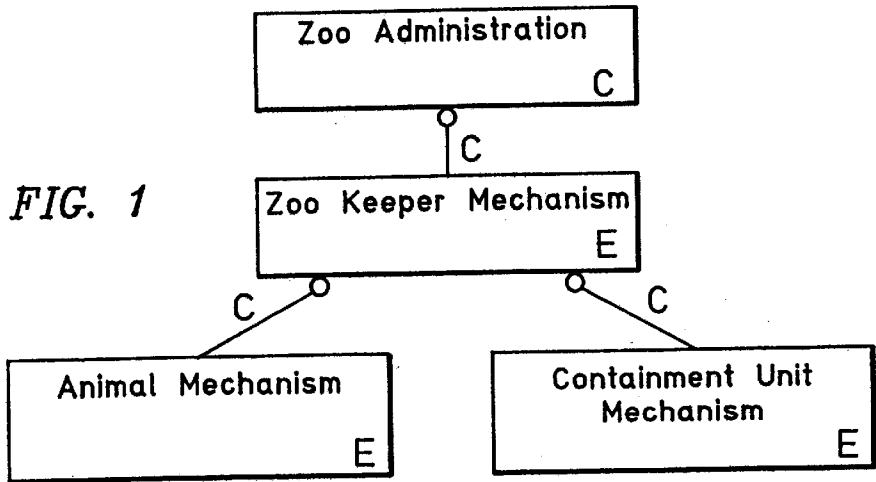 Zoo Administration
C
C
FIG. 1
Zoo Keeper Mechanism
E
C
C
Animal Mechanism
E
Containment Unit
Mechanism
E